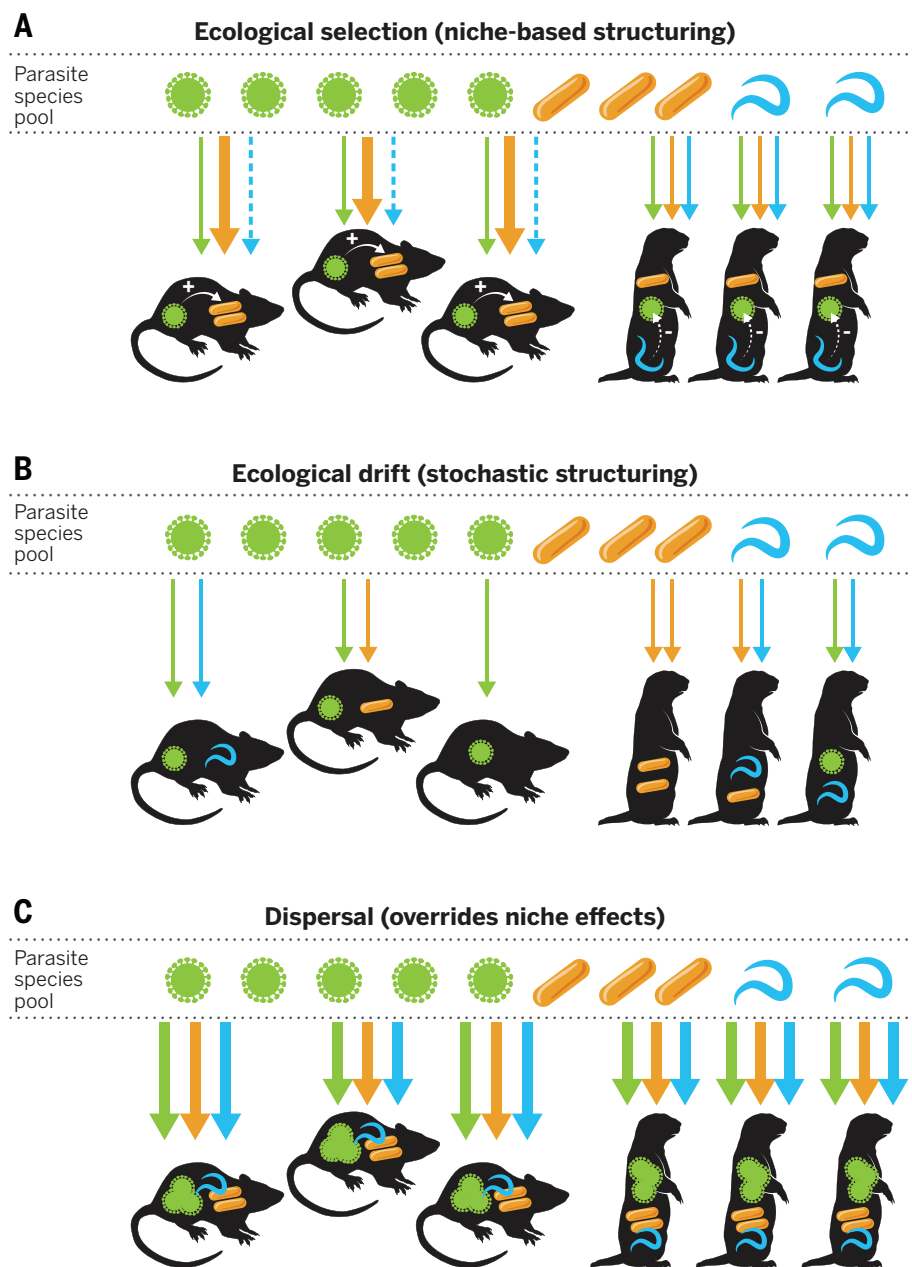 A
Ecological selection (niche-based structuring)
Parasite
species
pool
+
+
+
-
-
-
B
Ecological drift (stochastic structuring)
Parasite
species
pool
C
Dispersal (overrides niche effects)
Parasite
species
pool